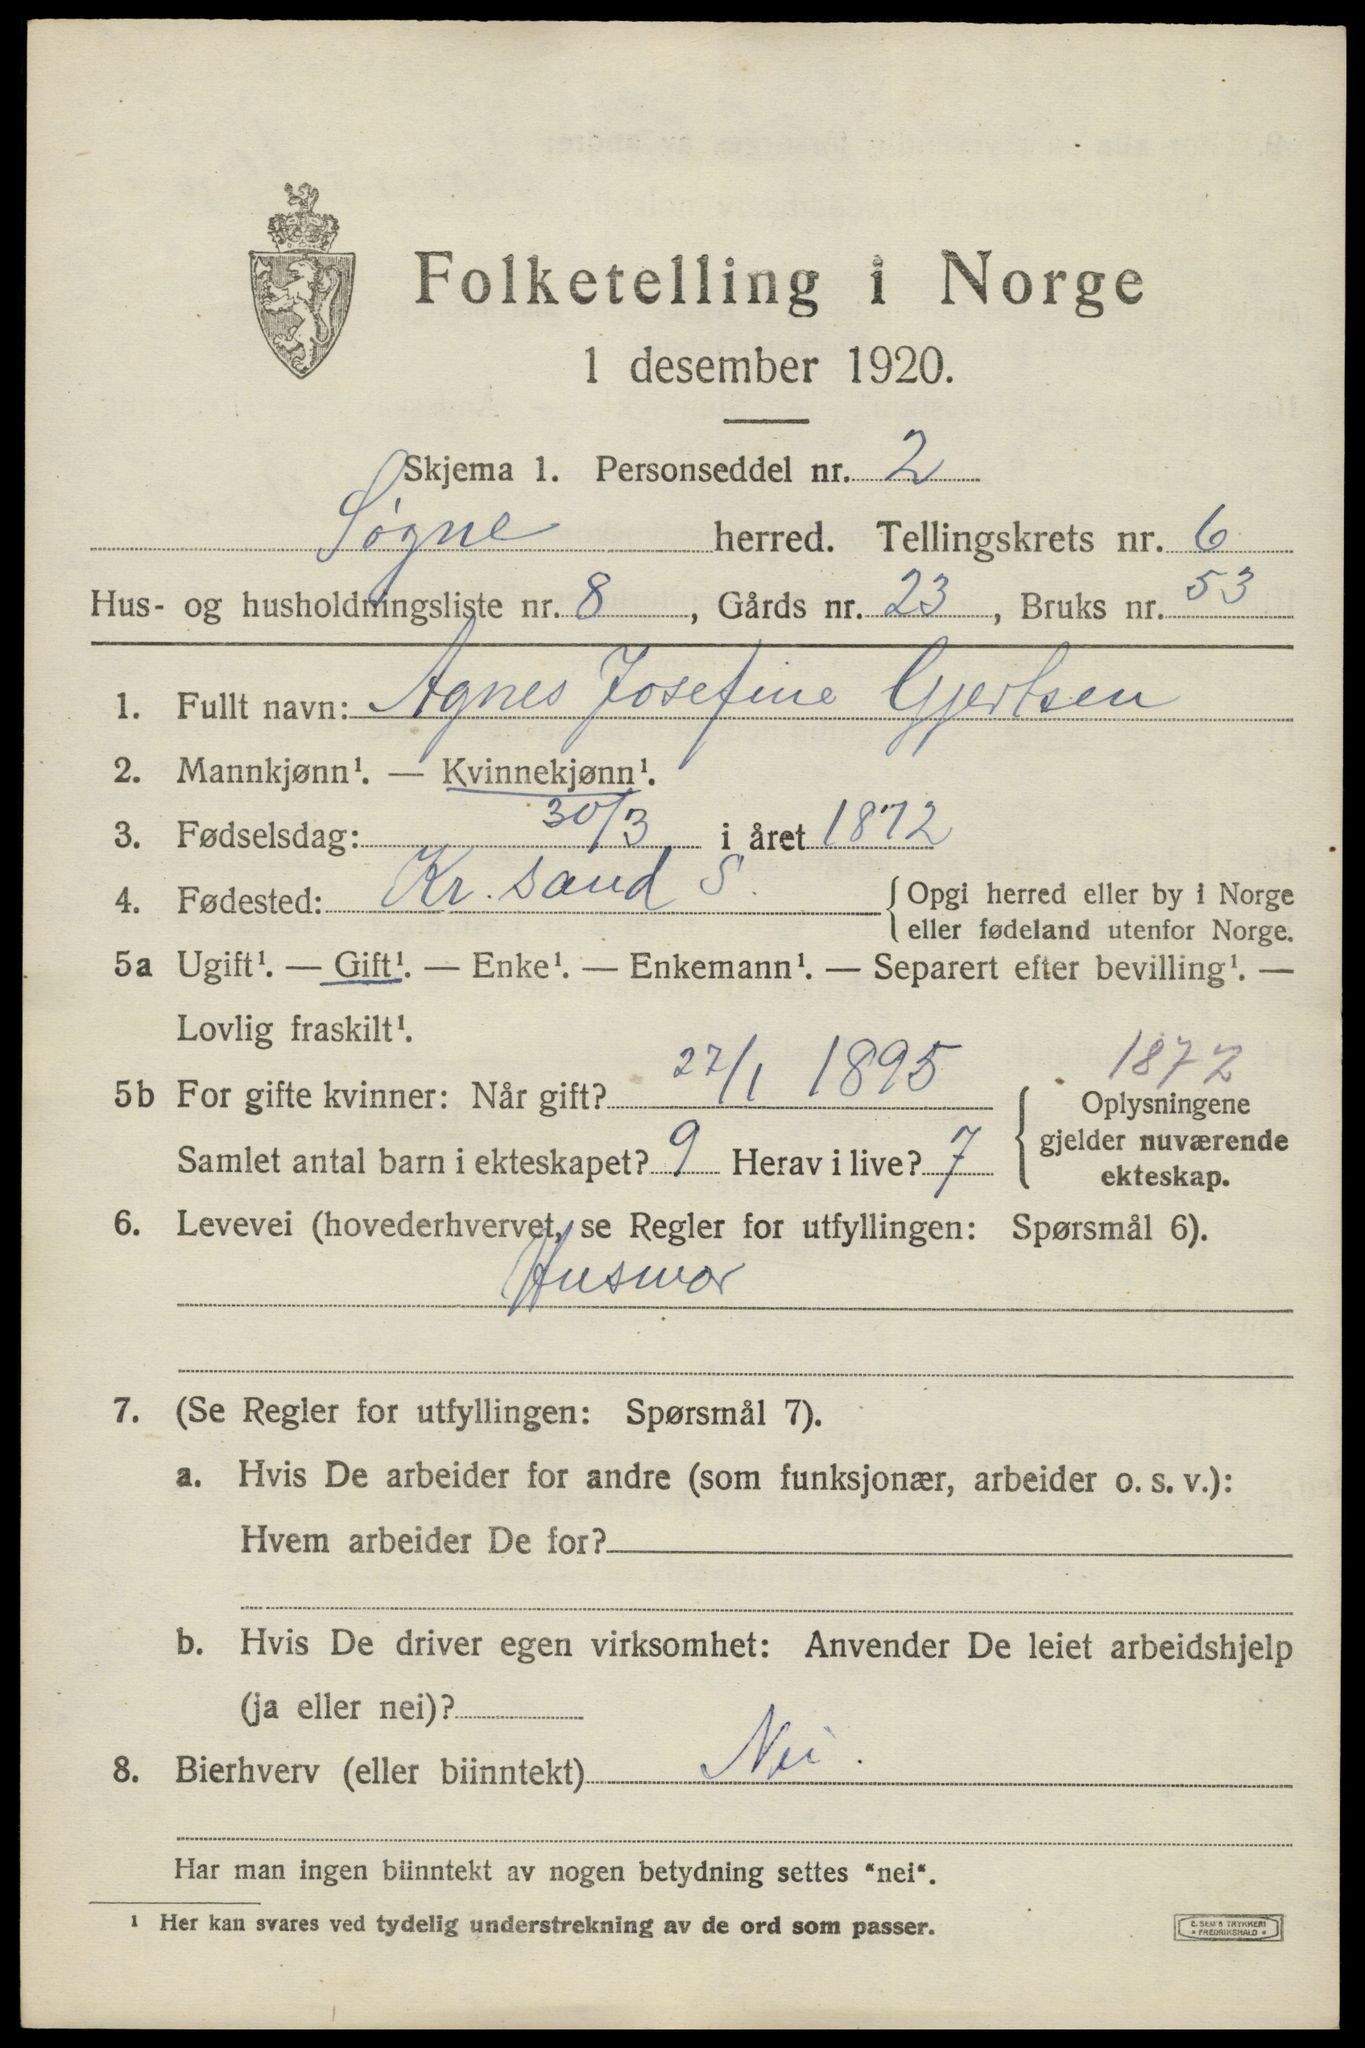 Folketelling i Norge
1 desember 1920.
Skjema 1. Personseddel nr. 2
Søgne herred. Tellingskrets nr. 6
Hus- og husholdningsliste nr. 8, Gårds nr. 23, Bruks nr. 53
1. Fullt navn: Agnes Josefine Gjertsen
2. Mannkjønn¹. — Kvinnekjønn¹.
3. Fødselsdag: 30/3 i året 1872
4. Fødested: Kr.sand S. { Opgi herred eller by i Norge
eller fødeland utenfor Norge.
5a Ugift¹. — Gift¹. — Enke¹. — Enkemann¹. — Separert efter bevilling¹. —
Lovlig fraskilt¹.
1872
5b For gifte kvinner: Når gift? 27/1 1895 { Oplysningene
gjelder nuværende
Samlet antal barn i ekteskapet? 9 Herav i live? 7
ekteskap.
6. Levevei (hovederhvervet, se Regler for utfyllingen: Spørsmål 6).
Husmor
7. (Se Regler for utfyllingen: Spørsmål 7).
a. Hvis De arbeider for andre (som funksjonær, arbeider o. s. v.):
Hvem arbeider De for?
b. Hvis De driver egen virksomhet: Anvender De leiet arbeidshjelp
(ja eller nei)?
8. Bierhverv (eller biinntekt) Nei.
Har man ingen biinntekt av nogen betydning settes "nei".
¹ Her kan svares ved tydelig understrekning av de ord som passer.
E. SEM'S TRYKKERI
* FREDRIKSHALD *